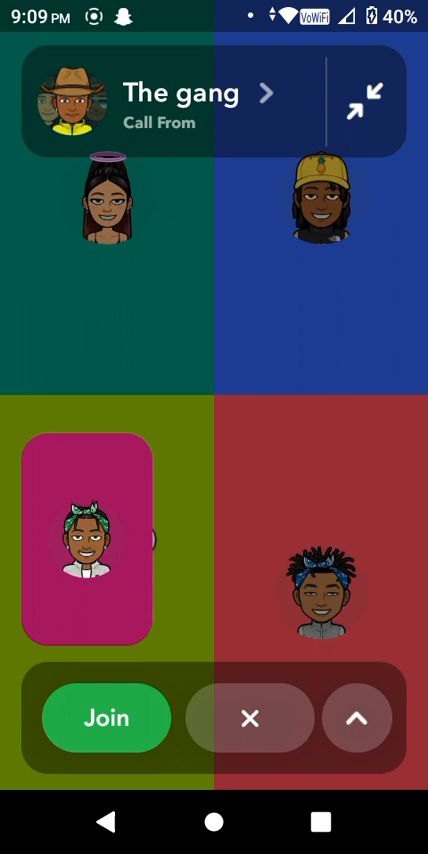 9:09 PM
VoWiFi
40%
The gang
Call From
Join